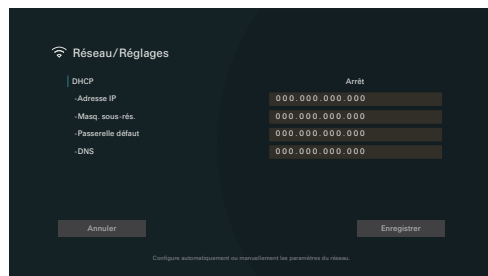 Réseau/Réglages
DHCP Arrêt
-Adresse IP 000.000.000.000
-Masq. sous-rés. 000.000.000.000
-Passerelle défaut 000.000.000.000
-DNS 000.000.000.000
Annuler Enregistrer
Configure automatiquement ou manuellement les paramètres du réseau.